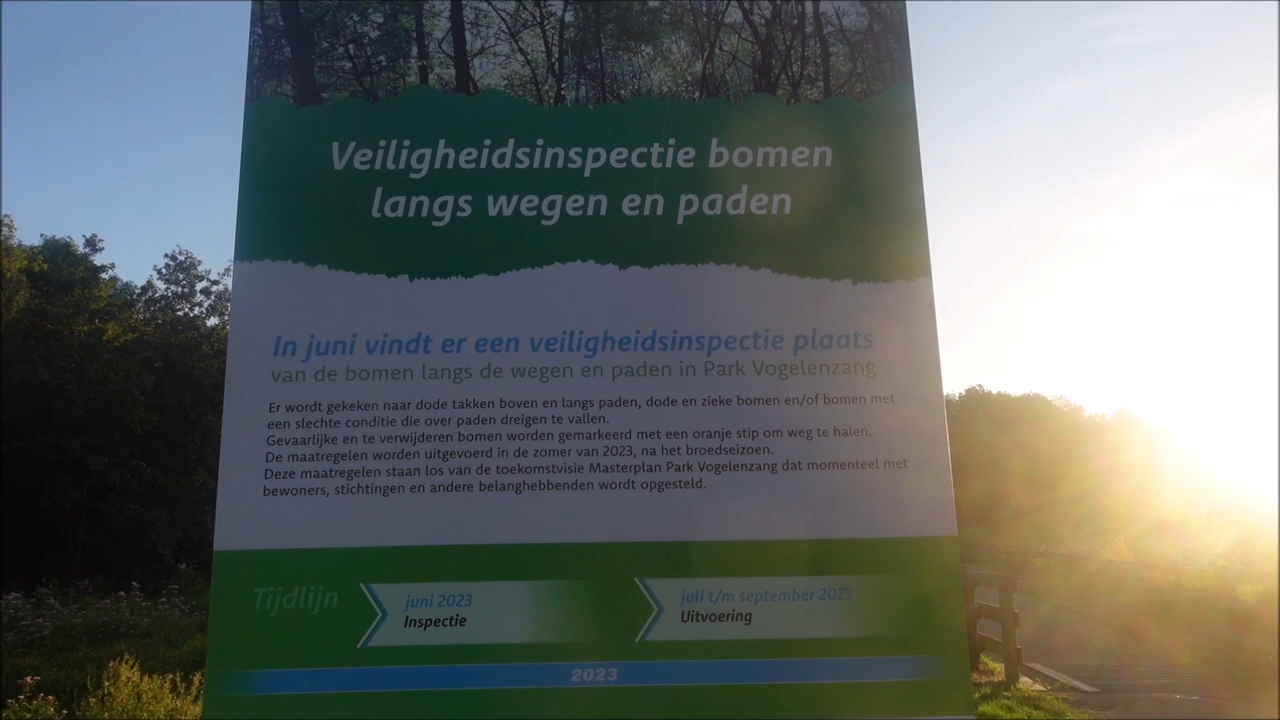 Veiligheidsinspectie bomen
langs wegen en paden
In juni vindt er een veiligheidsinspectie plaats
van de bomen langs de wegen en paden in Park Vogelenzang
Er wordt gekeken naar dode takken boven en langs paden, dode en zieke bomen en/of bomen met
een slechte conditie die over paden dreigen te vallen.
Gevaarlijke en te verwijderen bomen worden gemarkeerd met een oranje stip om weg te halen.
De maatregelen worden uitgevoerd in de zomer van 2023, na het broedseizoen.
Deze maatregelen staan los van de toekomstvisie Masterplan Park Vogelenzang dat momenteel met
bewoners, stichtingen en andere belanghebbenden wordt opgesteld.
Tijdlijn
juni 2023
Inspectie
juli t/m september 2023
Uitvoering
2023